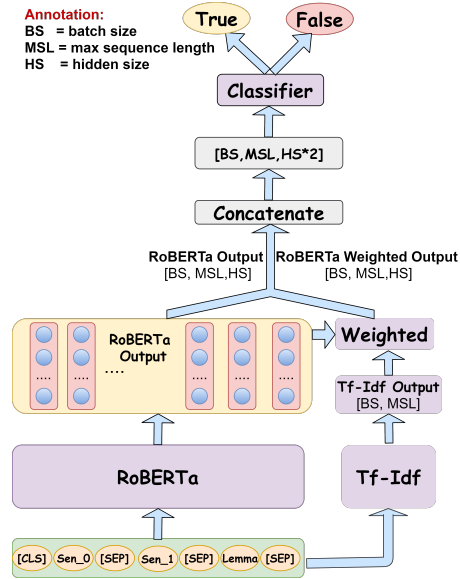 Annotation:
BS = batch size
MSL = max sequence length
HS = hidden size
True
False
Classifier
[BS,MSL,HS*2]
Concatenate
RoBERTa Output
[BS, MSL,HS]
RoBERTa Weighted Output
[BS, MSL,HS]
RoBERTa
Output
....
.... .... .... .... ....
Weighted
Tf-Idf Output
[BS, MSL]
RoBERTa
Tf-Idf
[CLS] Sen_0 [SEP] Sen_1 [SEP] Lemma [SEP]